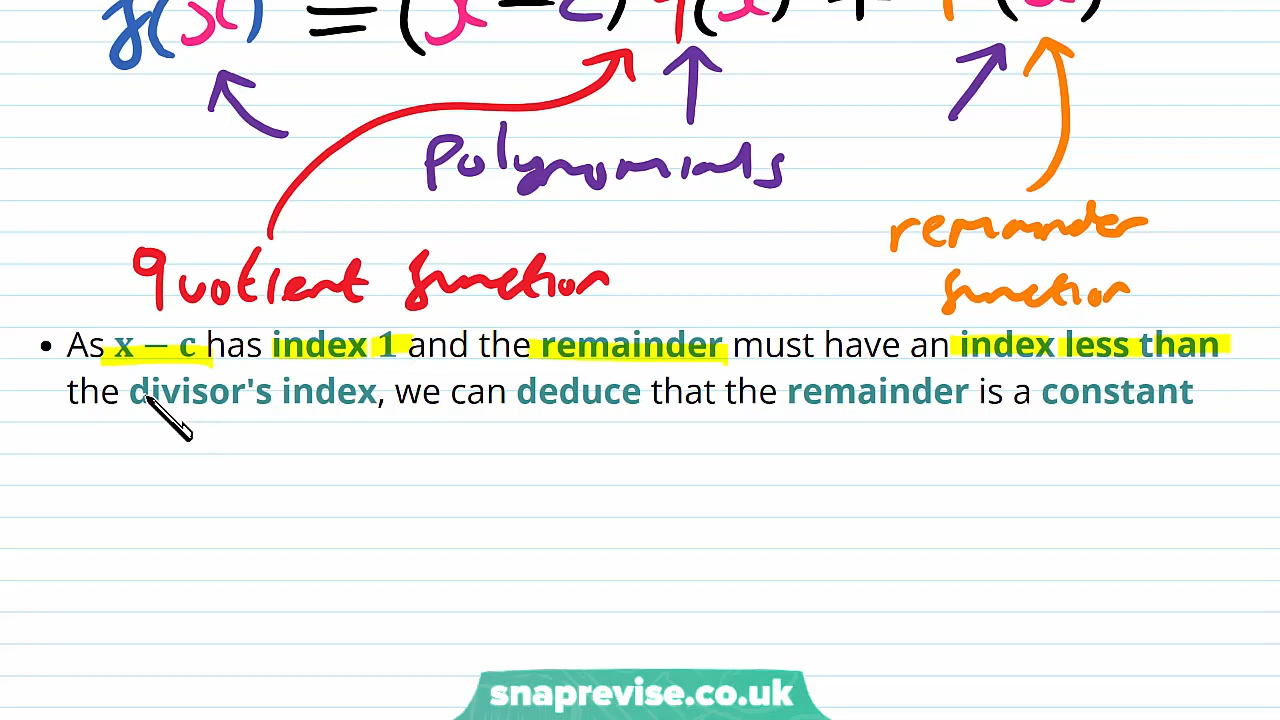 f(x) = (x - c) q(x) + r(x)
Polynomials
remainder
quotient function
function
• As x − c has index 1 and the remainder must have an index less than
the divisor's index, we can deduce that the remainder is a constant
snaprevise.co.uk